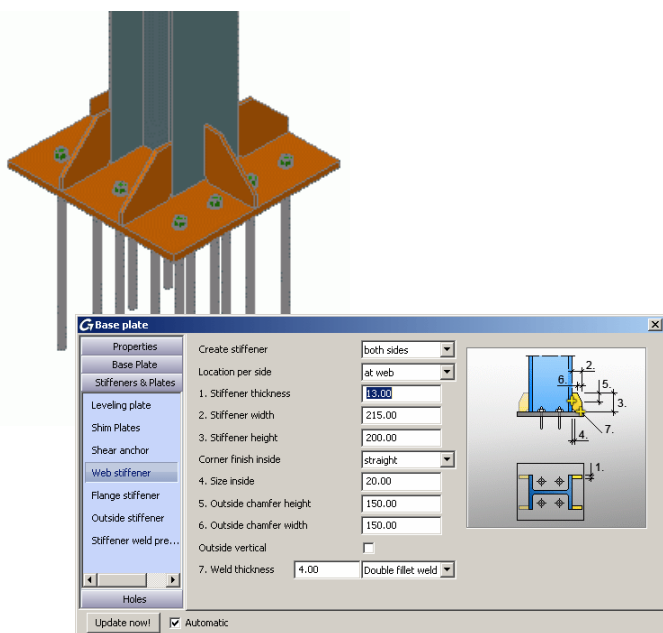 Base plate
Properties
Base Plate
Stiffeners & Plates
Leveling plate
Shim Plates
Shear anchor
Web stiffener
Flange stiffener
Outside stiffener
Stiffener weld pre...
Holes
Create stiffener both sides
Location per side at web
1. Stiffener thickness 13.00
2. Stiffener width 215.00
3. Stiffener height 200.00
Corner finish inside straight
4. Size inside 20.00
5. Outside chamfer height 150.00
6. Outside chamfer width 150.00
Outside vertical
7. Weld thickness 4.00 Double fillet weld
2.
6.
5.
3.
7.
4.
1.
Update now! Automatic